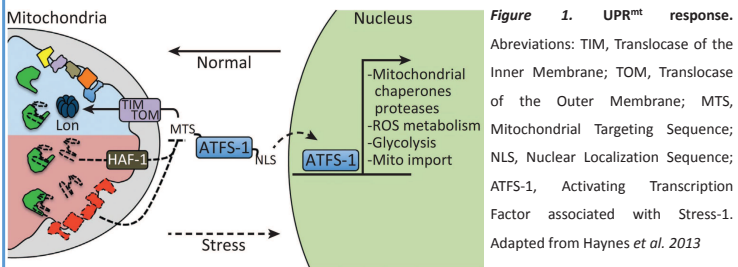 Mitochondria
Nucleus
Normal
TIM
TOM
Lon
MTS
HAF-1
ATFS-1
NLS
ATFS-1
-Mitochondrial
chaperones
proteases
-ROS metabolism
-Glycolysis
-Mito import
Stress
Figure 1. UPRᵐᵗ response.
Abreviations: TIM, Translocase of the
Inner Membrane; TOM, Translocase
of the Outer Membrane; MTS,
Mitochondrial Targeting Sequence;
NLS, Nuclear Localization Sequence;
ATFS-1, Activating Transcription
Factor associated with Stress-1.
Adapted from Haynes et al. 2013